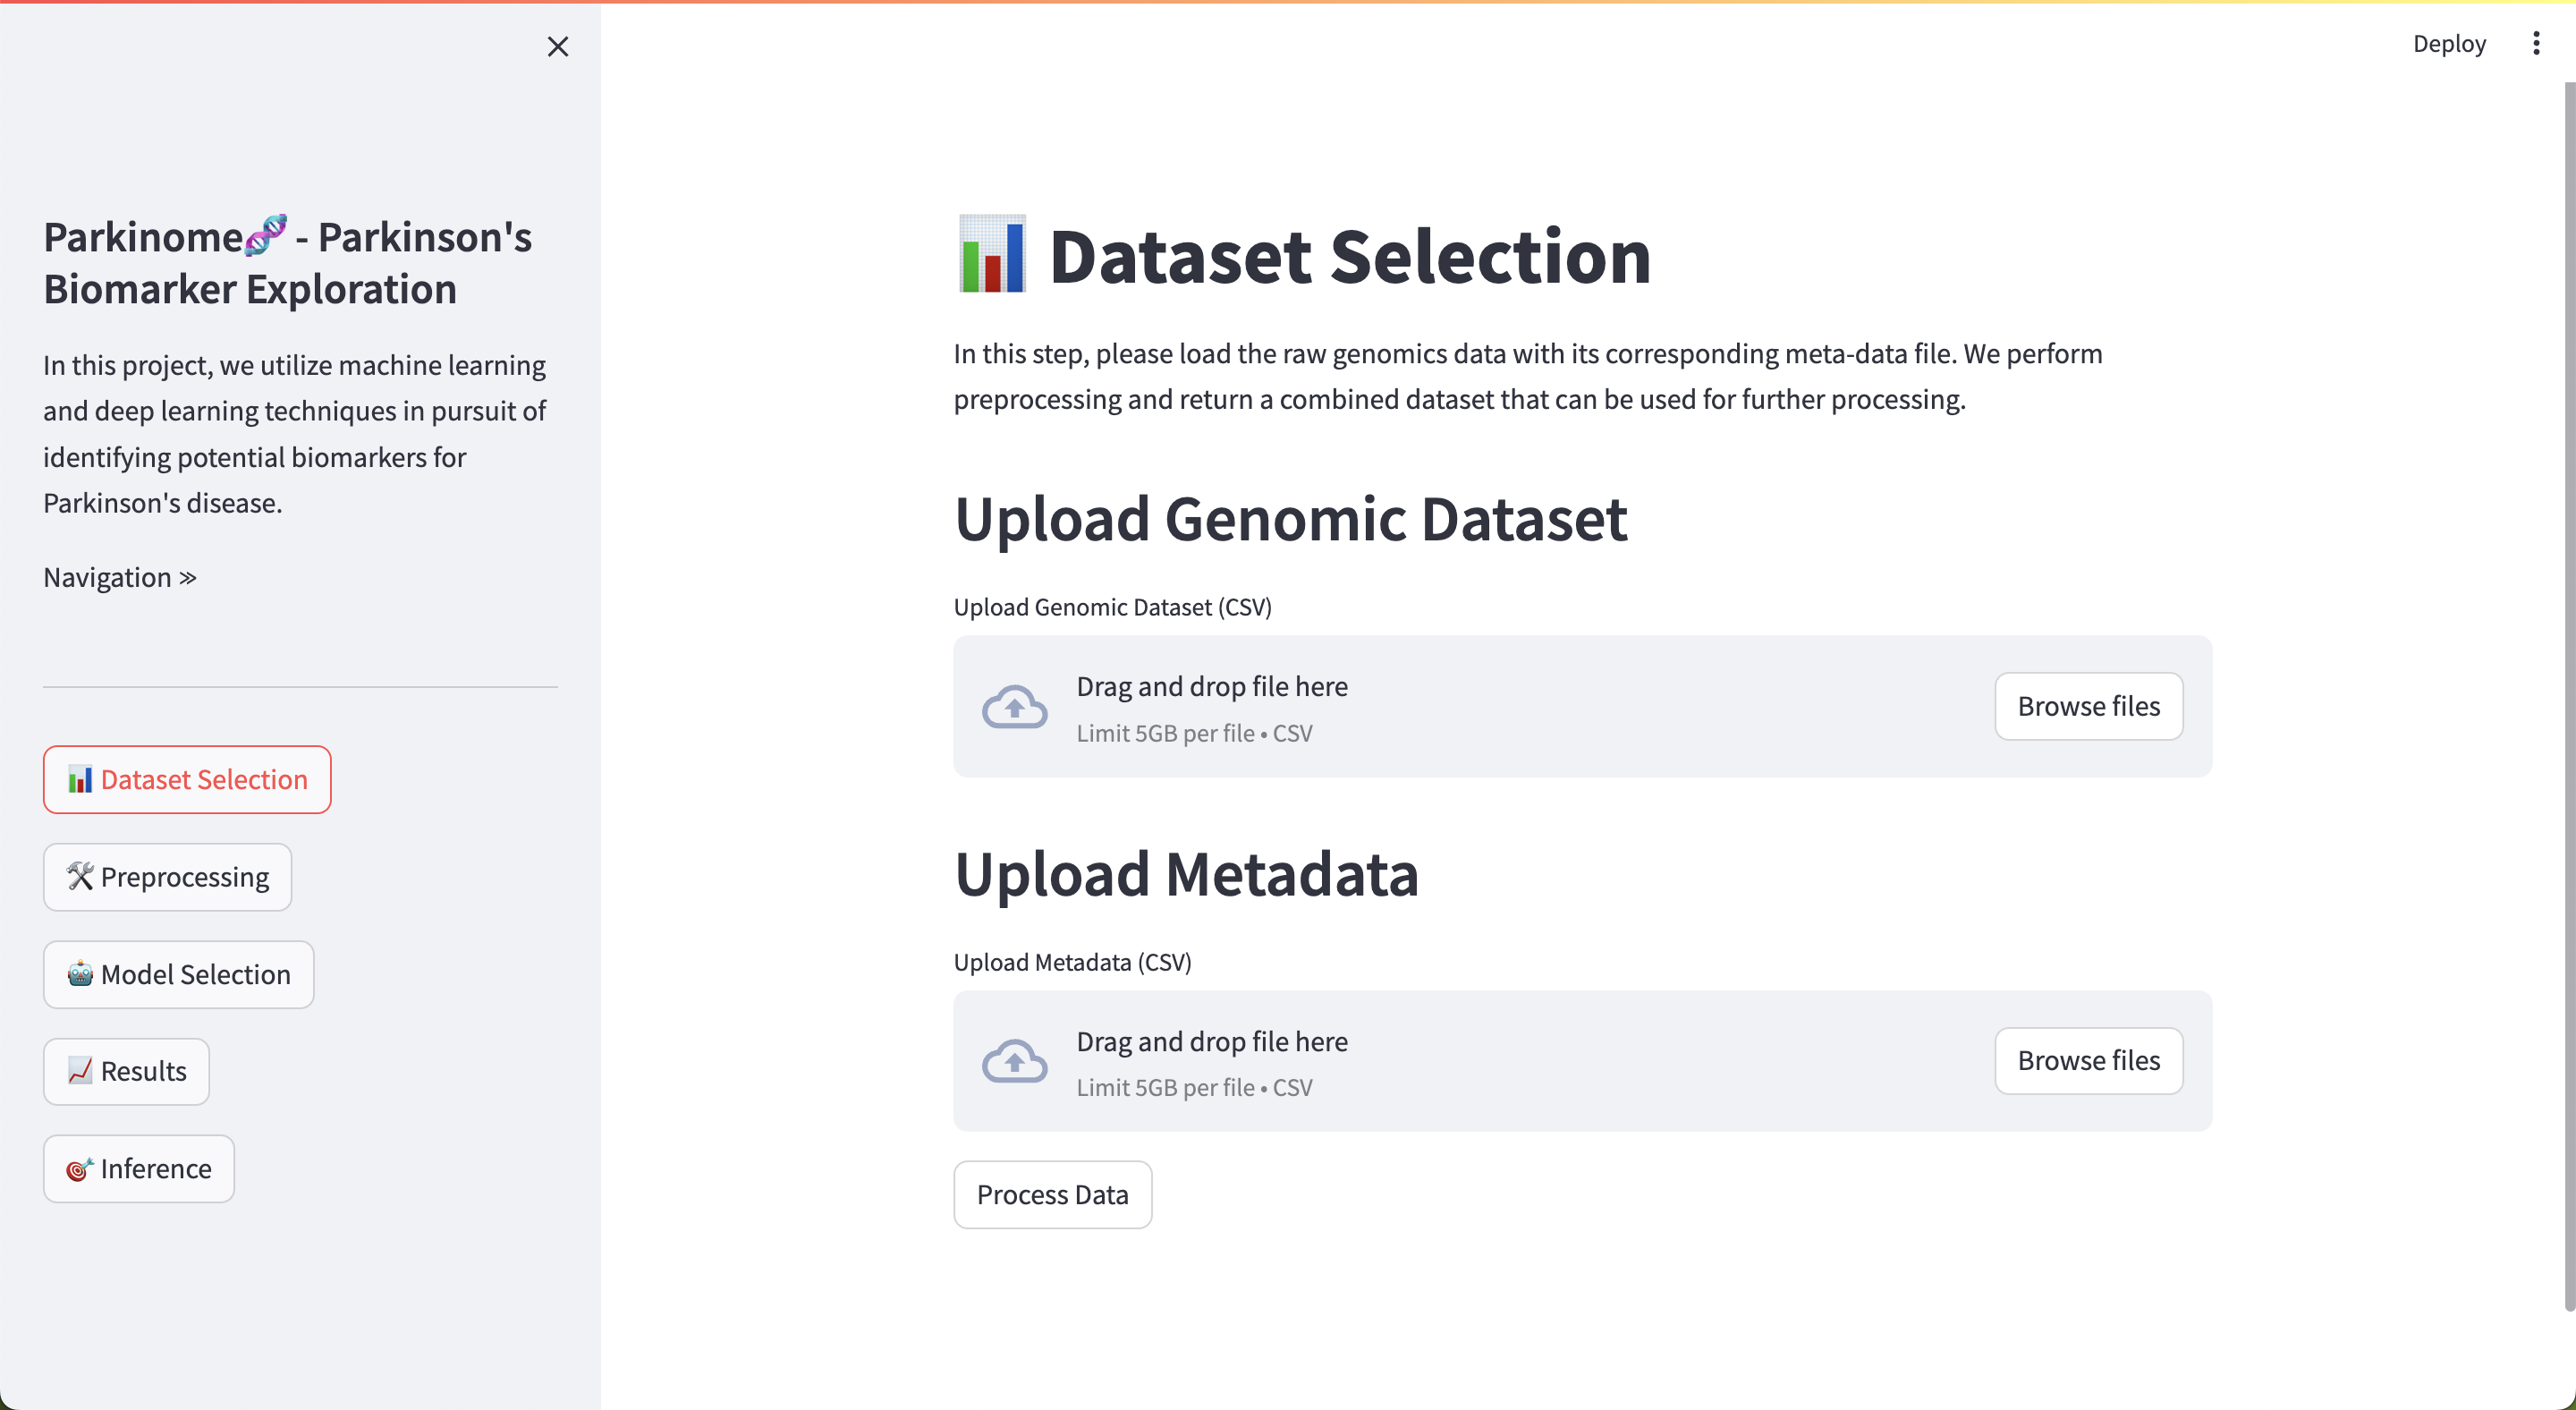 Deploy
Parkinome🧬 - Parkinson's
Biomarker Exploration
In this project, we utilize machine learning
and deep learning techniques in pursuit of
identifying potential biomarkers for
Parkinson's disease.
Navigation »
📊 Dataset Selection
🛠 Preprocessing
🤖 Model Selection
📈 Results
🎯 Inference
📊 Dataset Selection
In this step, please load the raw genomics data with its corresponding meta-data file. We perform
preprocessing and return a combined dataset that can be used for further processing.
Upload Genomic Dataset
Upload Genomic Dataset (CSV)
Drag and drop file here
Limit 5GB per file • CSV
Browse files
Upload Metadata
Upload Metadata (CSV)
Drag and drop file here
Limit 5GB per file • CSV
Browse files
Process Data